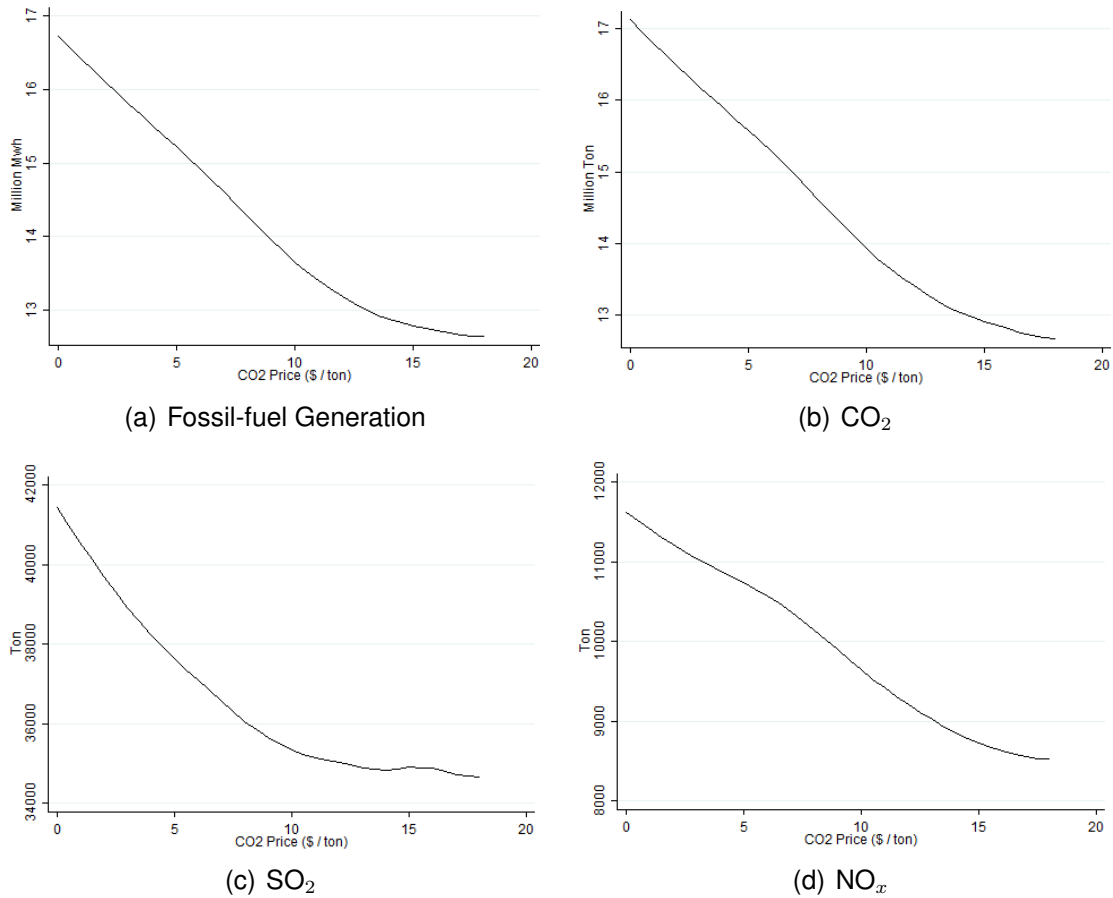 17
16
15
14
13
Million Mwh
0 5 10 15 20
CO2 Price ($ / ton)
(a) Fossil-fuel Generation
17
16
15
14
13
Million Ton
0 5 10 15 20
CO2 Price ($ / ton)
(b) CO₂
42000
40000
38000
36000
34000
Ton
0 5 10 15 20
CO2 Price ($ / ton)
(c) SO₂
12000
11000
10000
9000
8000
Ton
0 5 10 15 20
CO2 Price ($ / ton)
(d) NOₓ